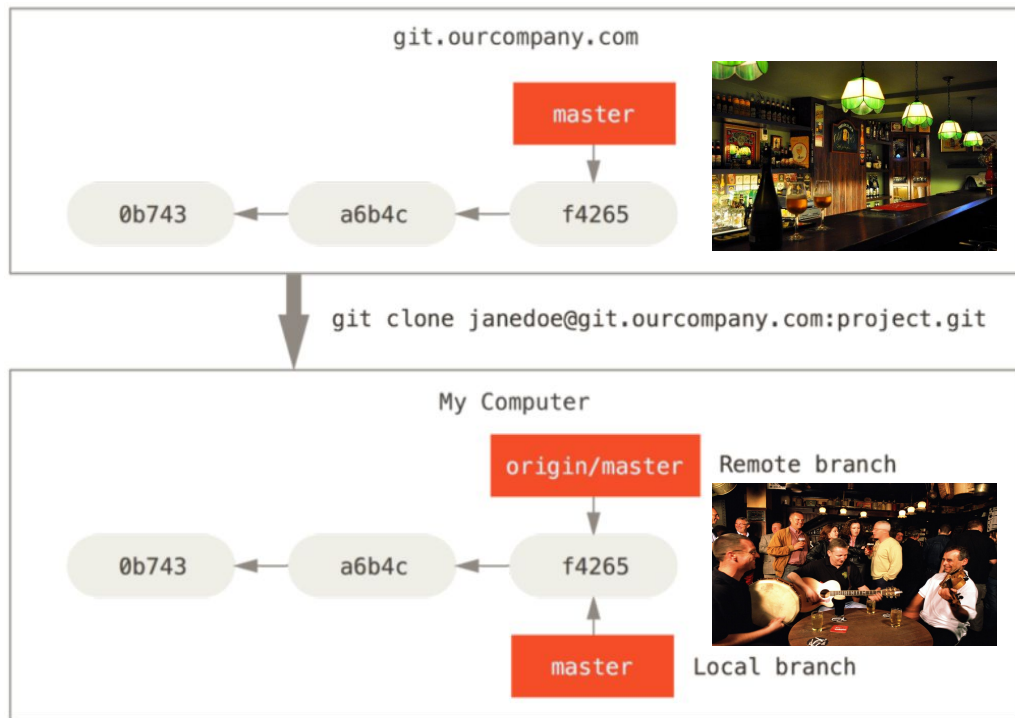 git.ourcompany.com
master
0b743 a6b4c f4265
git clone janedoe@git.ourcompany.com:project.git
My Computer
origin/master Remote branch
0b743 a6b4c f4265
master Local branch